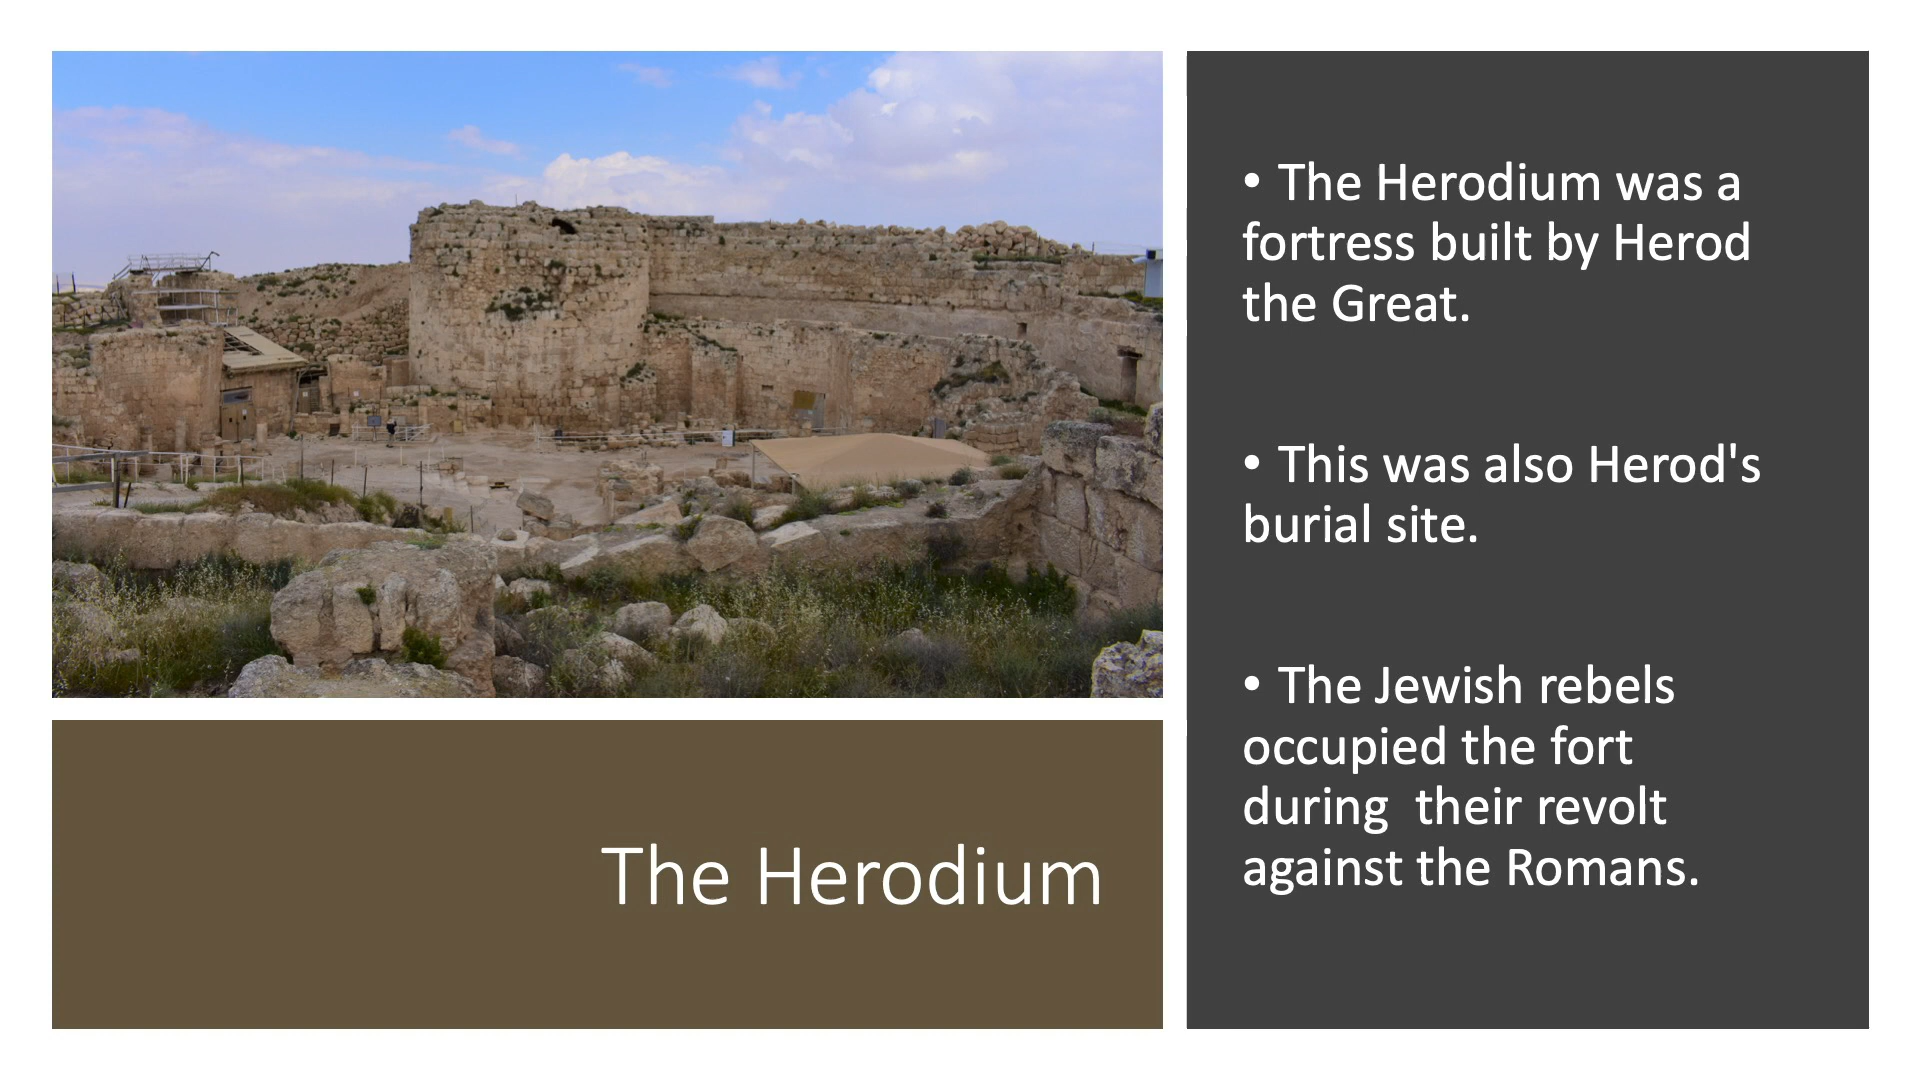 • The Herodium was a
fortress built by Herod
the Great.
• This was also Herod's
burial site.
• The Jewish rebels
occupied the fort
during  their revolt
against the Romans.
The Herodium